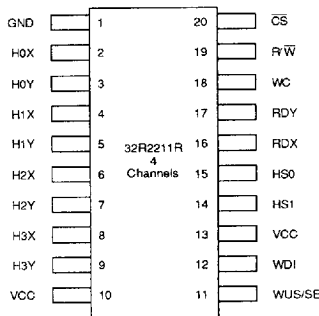 GND 1 20 C̅S̅
H0X 2 19 R/W̅
H0Y 3 18 WC
H1X 4 17 RDY
H1Y 5 16 RDX
32R2211R
4
Channels
H2X 6 15 HS0
H2Y 7 14 HS1
H3X 8 13 VCC
H3Y 9 12 WDI
VCC 10 11 WUS/SE